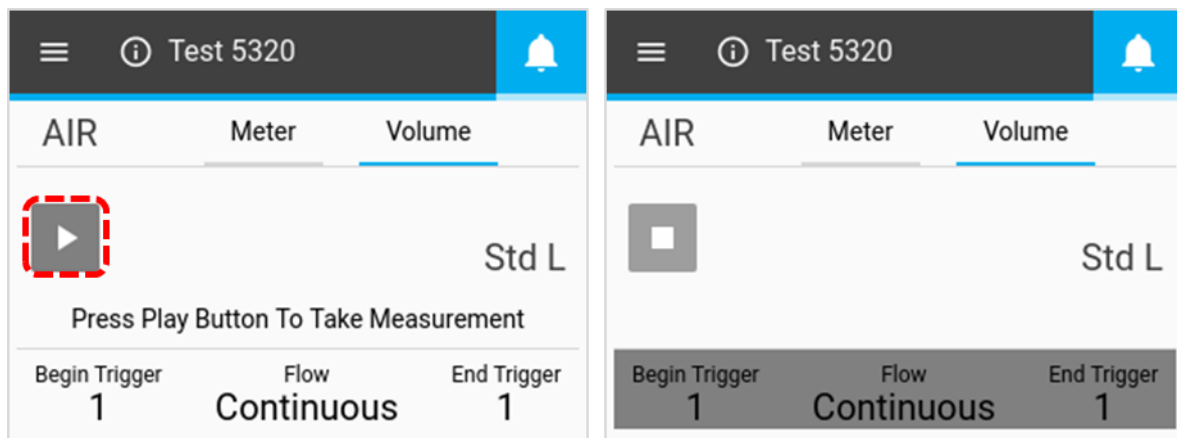 Test 5320
AIR Meter Volume
Std L
Press Play Button To Take Measurement
Begin Trigger Flow End Trigger
1 Continuous 1
Test 5320
AIR Meter Volume
Std L
Begin Trigger Flow End Trigger
1 Continuous 1